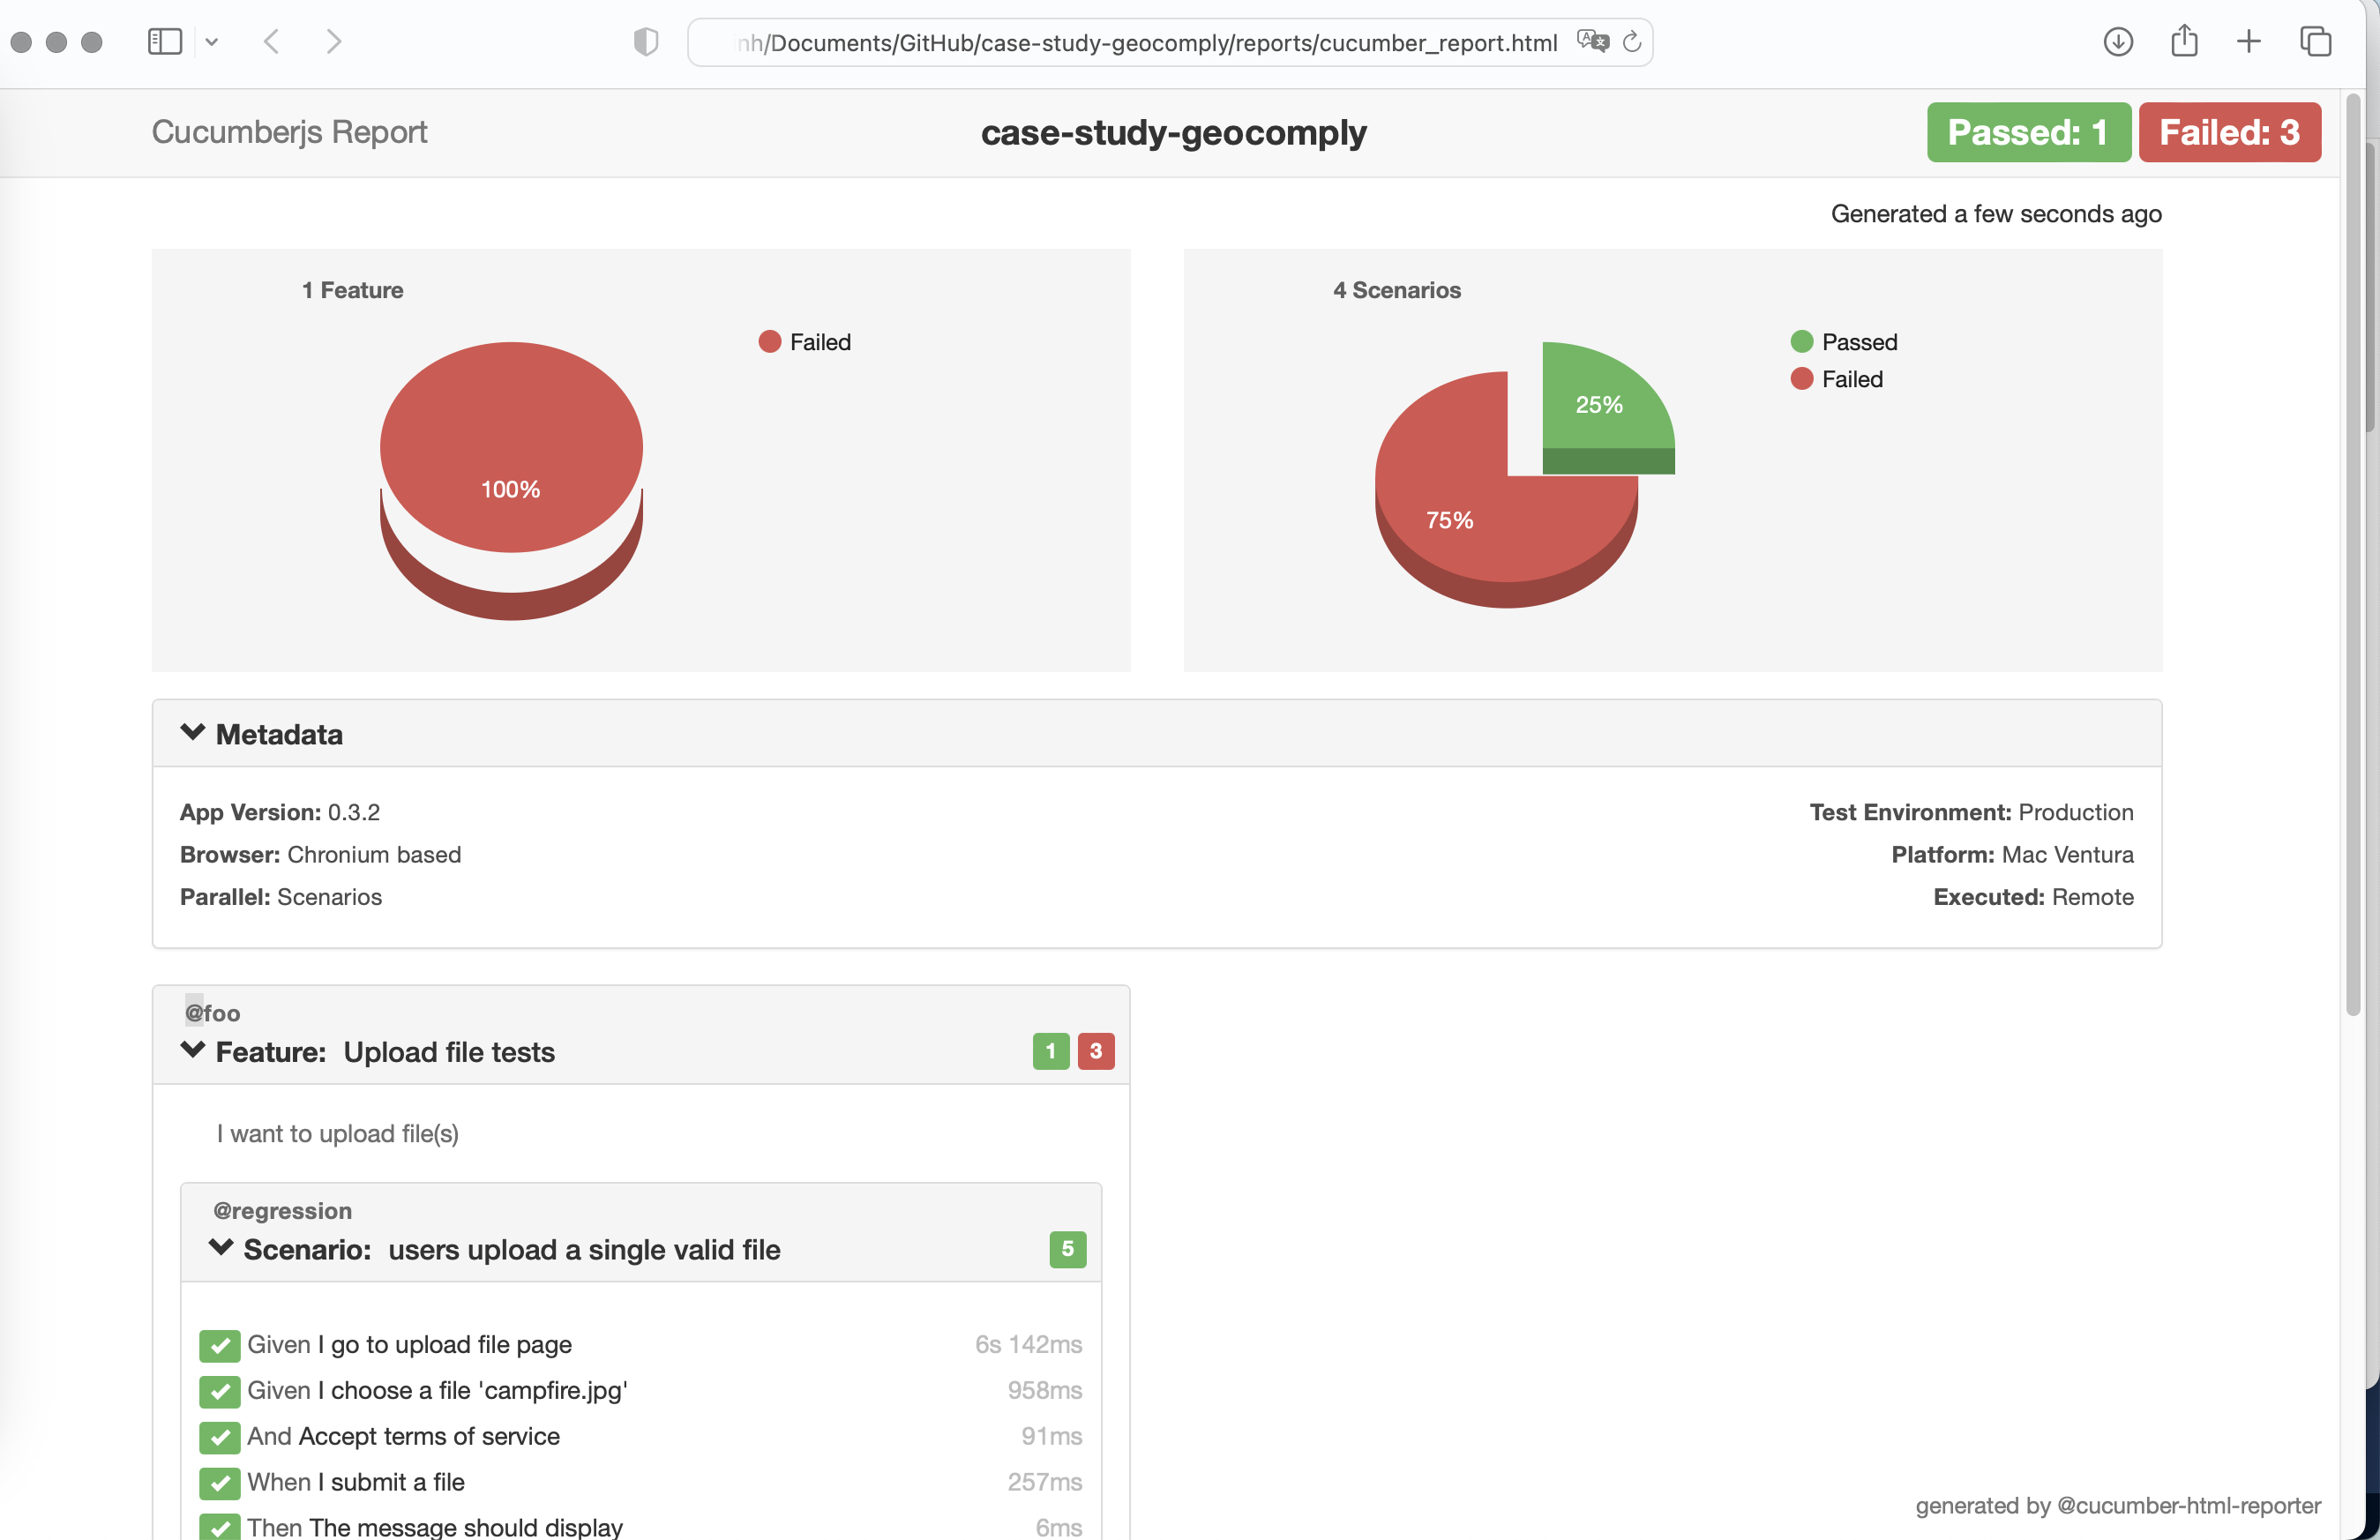 /Documents/GitHub/case-study-geocomply/reports/cucumber_report.html
Cucumberjs Report
case-study-geocomply
Passed: 1
Failed: 3
Generated a few seconds ago
1 Feature
Failed
100%
4 Scenarios
Passed
Failed
25%
75%
Metadata
App Version: 0.3.2
Test Environment: Production
Browser: Chronium based
Platform: Mac Ventura
Parallel: Scenarios
Executed: Remote
@foo
Feature: Upload file tests
1 3
I want to upload file(s)
@regression
Scenario: users upload a single valid file
5
Given I go to upload file page 6s 142ms
Given I choose a file 'campfire.jpg' 958ms
And Accept terms of service 91ms
When I submit a file 257ms
Then The message should display 6ms
generated by @cucumber-html-reporter